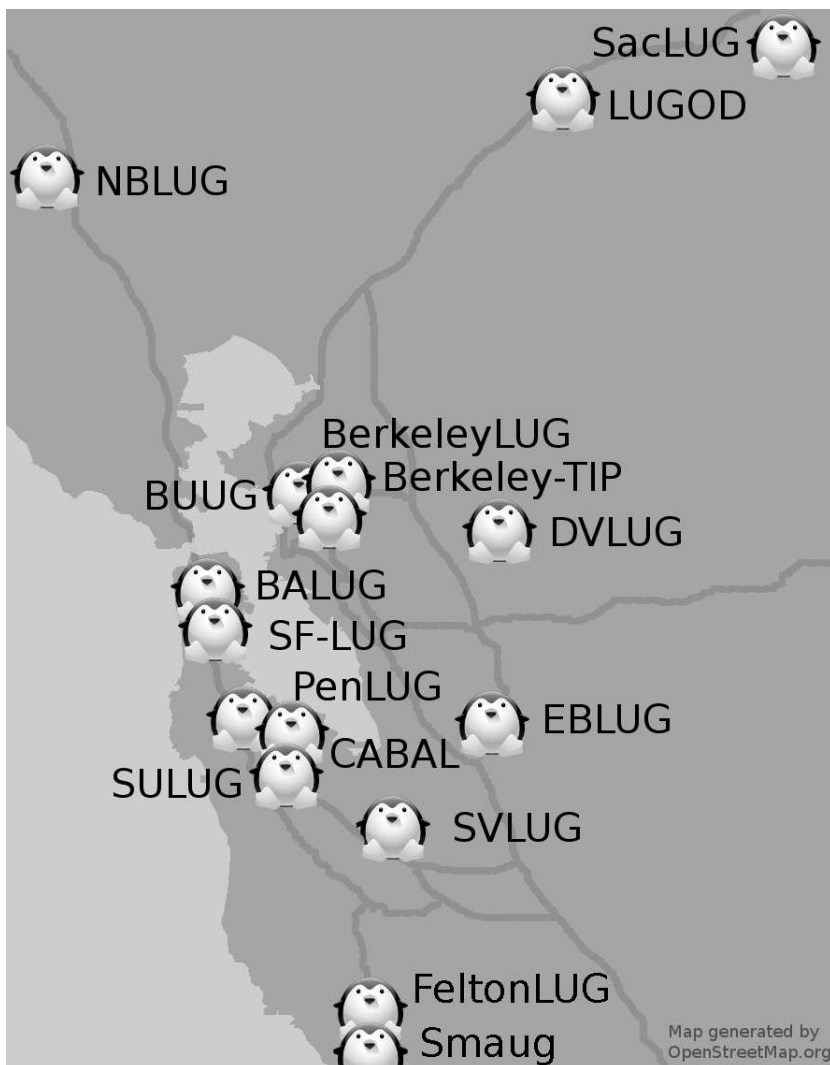 SacLUG
LUGOD
NBLUG
BerkeleyLUG
Berkeley-TIP
BUUG
DVLUG
BALUG
SF-LUG
PenLUG
EBLUG
CABAL
SULUG
SVLUG
FeltonLUG
Smaug
Map generated by
OpenStreetMap.org